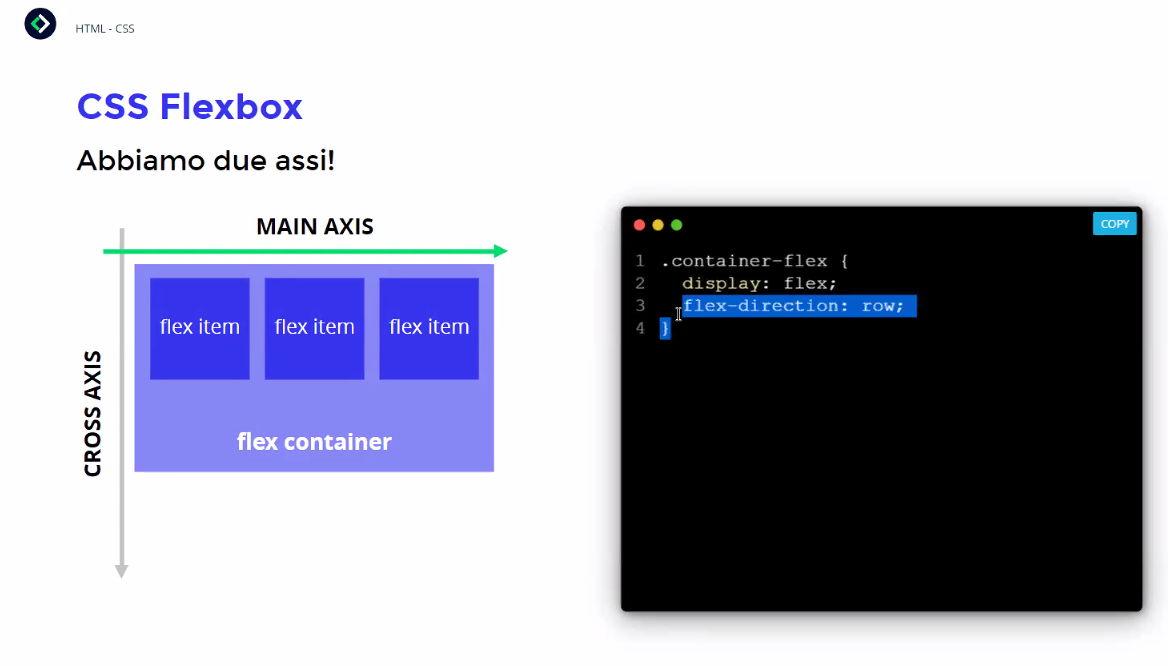 HTML - CSS
CSS Flexbox
Abbiamo due assi!
MAIN AXIS
CROSS AXIS
flex item flex item flex item
flex container
COPY
1 .container-flex {
2 display: flex;
3 flex-direction: row;
4 }